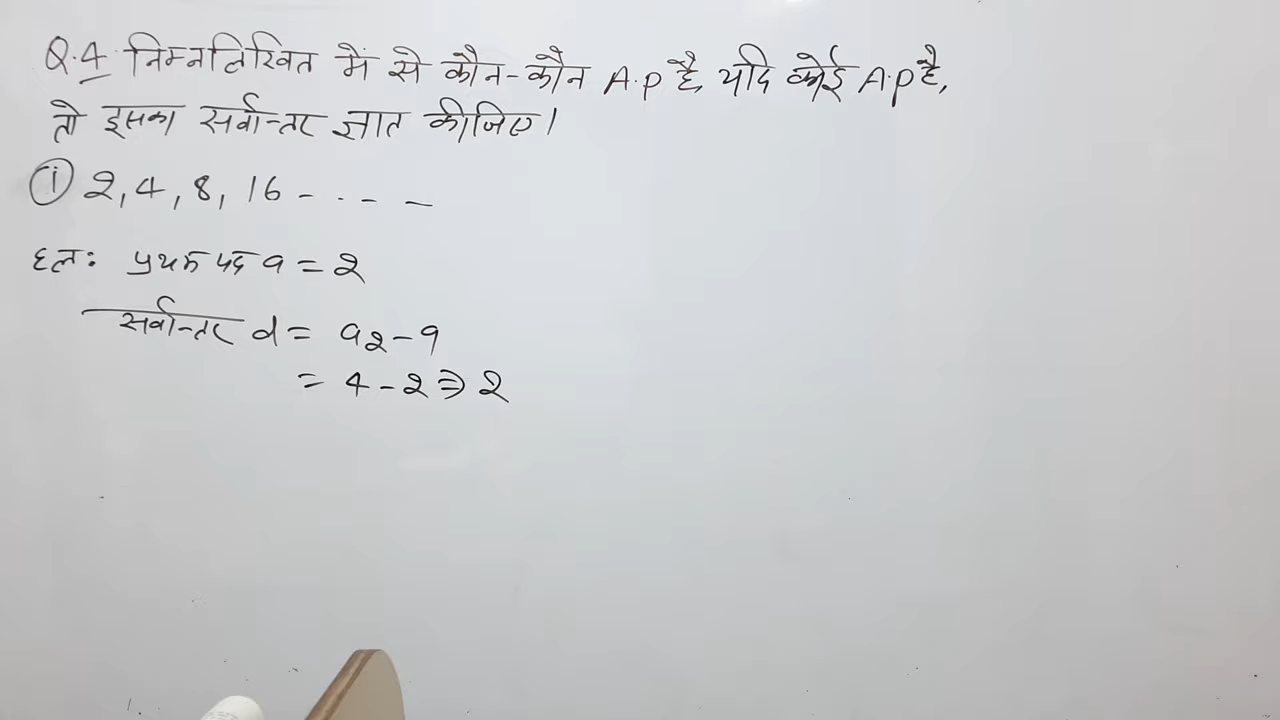 Q.4 निम्नलिखित में से कौन-कौन A.P है, यदि कोई A.P है,
तो इसका सर्वान्तर ज्ञात कीजिए।
(i) 2, 4, 8, 16 - - - -
हल: प्रथम पद a = 2
सर्वान्तर d = a2 - a
= 4 - 2 ⇒ 2